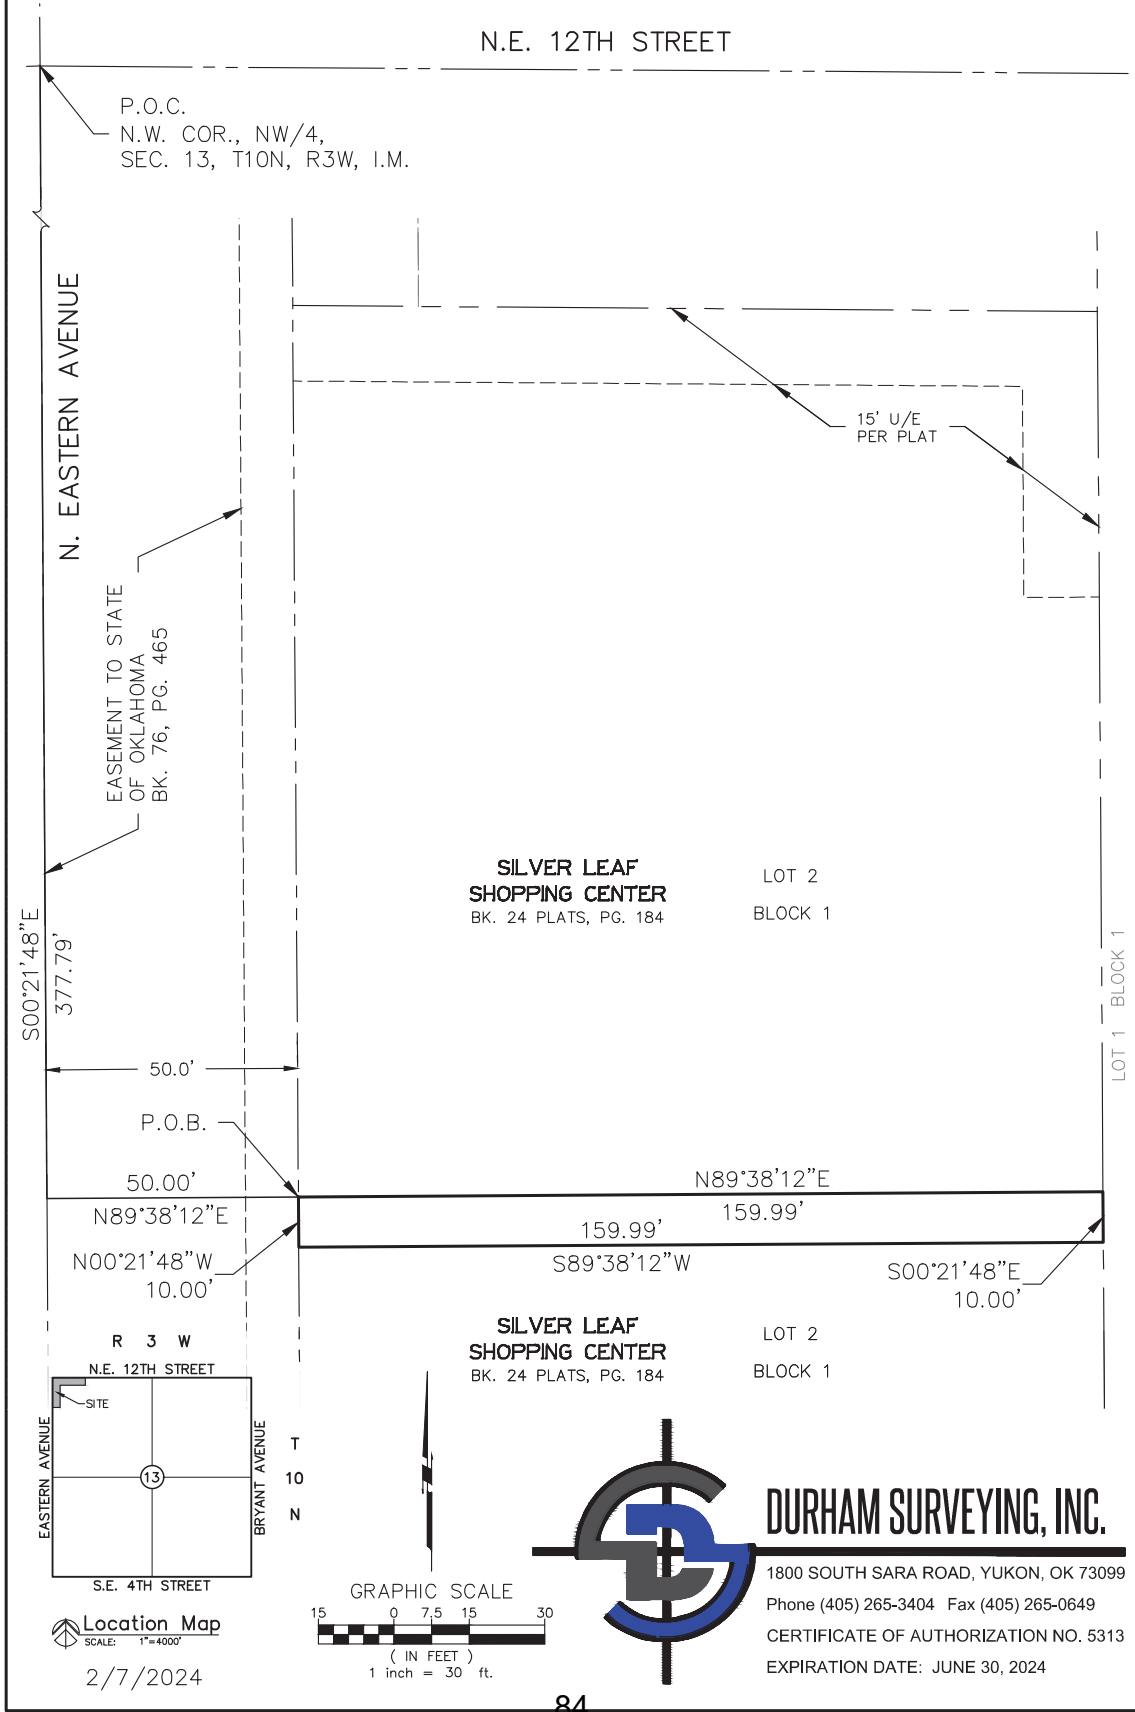 N.E. 12TH STREET
P.O.C.
N.W. COR., NW/4,
SEC. 13, T10N, R3W, I.M.
N. EASTERN AVENUE
15' U/E
PER PLAT
EASEMENT TO STATE
OF OKLAHOMA
BK. 76, PG. 465
SILVER LEAF
SHOPPING CENTER
BK. 24 PLATS, PG. 184
LOT 2
BLOCK 1
LOT 1 BLOCK 1
S00°21'48"E
377.79'
50.0'
P.O.B.
50.00'
N89°38'12"E
N89°38'12"E
159.99'
159.99'
S89°38'12"W
N00°21'48"W
10.00'
S00°21'48"E
10.00'
SILVER LEAF
SHOPPING CENTER
BK. 24 PLATS, PG. 184
LOT 2
BLOCK 1
R 3 W
N.E. 12TH STREET
SITE
EASTERN AVENUE
13
BRYANT AVENUE
T
10
N
S.E. 4TH STREET
Location Map
SCALE: 1"=4000'
2/7/2024
GRAPHIC SCALE
15 0 7.5 15 30
( IN FEET )
1 inch = 30 ft.
DURHAM SURVEYING, INC.
1800 SOUTH SARA ROAD, YUKON, OK 73099
Phone (405) 265-3404 Fax (405) 265-0649
CERTIFICATE OF AUTHORIZATION NO. 5313
EXPIRATION DATE: JUNE 30, 2024
84